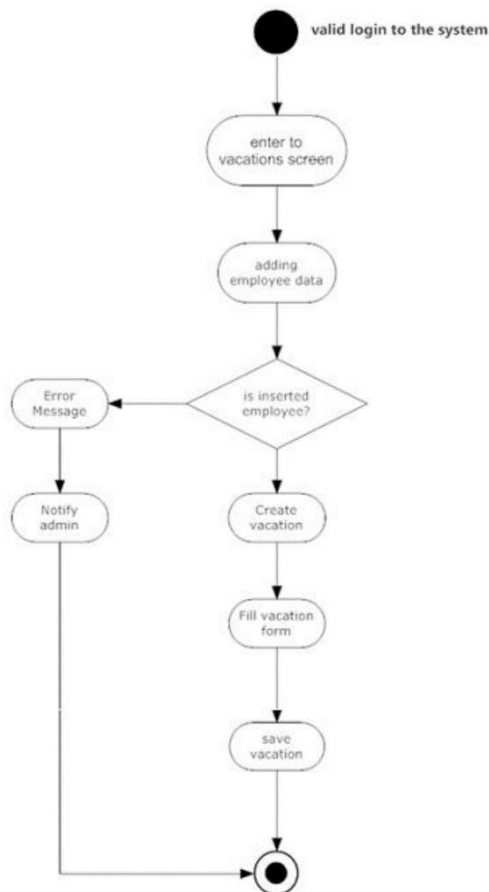 valid login to the system
enter to
vacations screen
adding
employee data
is inserted
employee?
Error
Message
Notify
admin
Create
vacation
Fill vacation
form
save
vacation